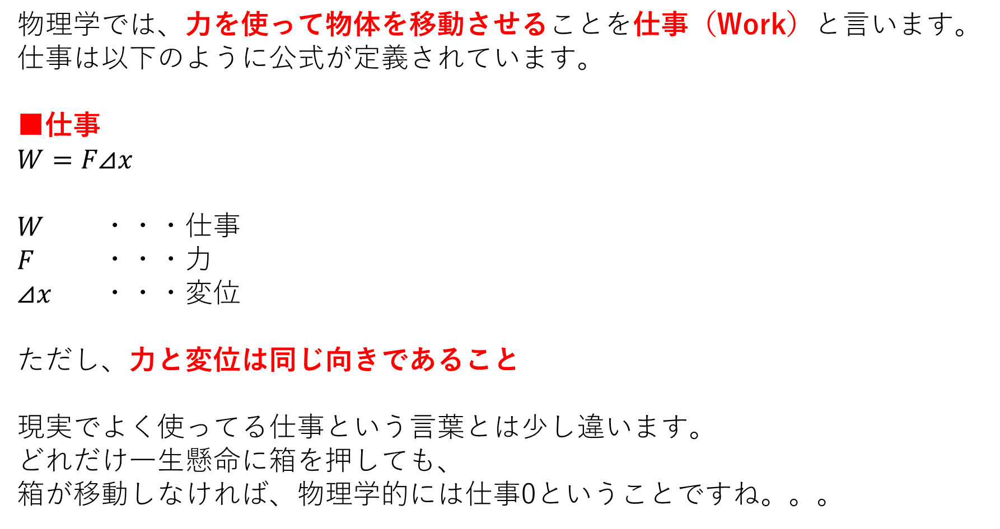 物理学では、力を使って物体を移動させることを仕事（Work）と言います。
仕事は以下のように公式が定義されています。
■仕事
W = F⊿x
W ・・・仕事
F ・・・力
⊿x ・・・変位
ただし、力と変位は同じ向きであること
現実でよく使ってる仕事という言葉とは少し違います。
どれだけ一生懸命に箱を押しても、
箱が移動しなければ、物理学的には仕事0ということですね。。。